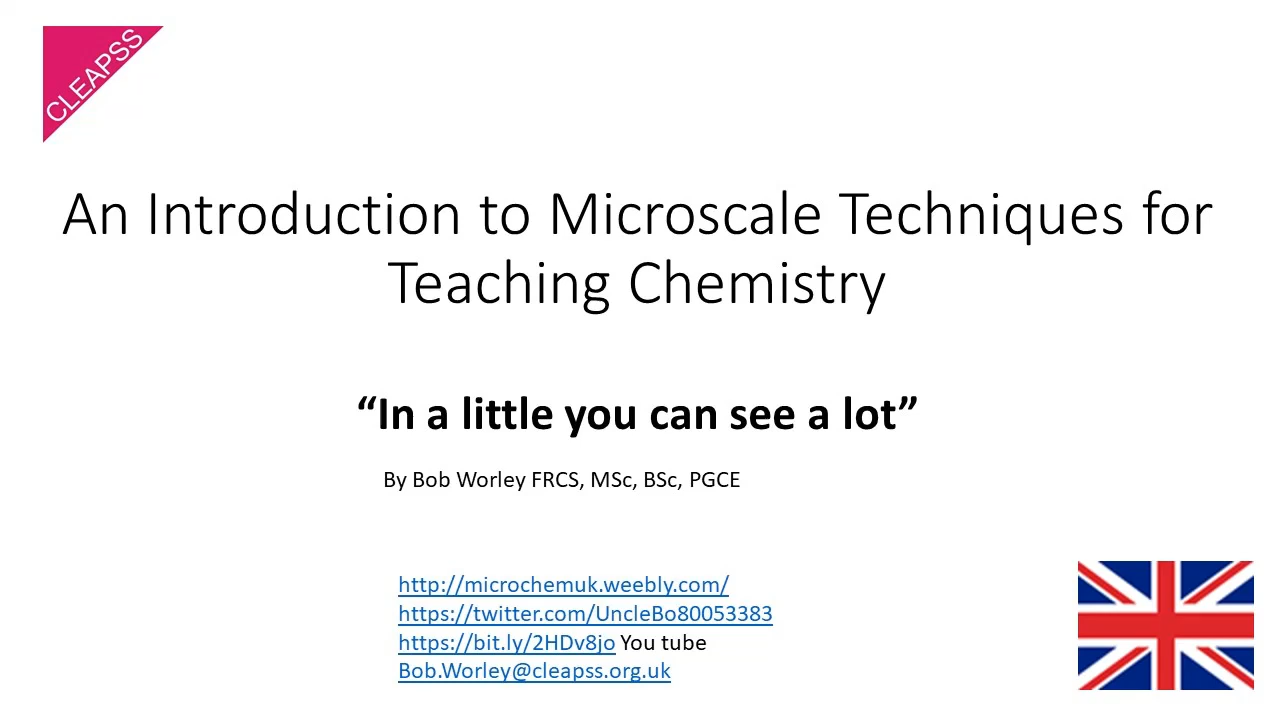 CLEAPSS
An Introduction to Microscale Techniques for
Teaching Chemistry
“In a little you can see a lot”
By Bob Worley FRCS, MSc, BSc, PGCE
http://microchemuk.weebly.com/
https://twitter.com/UncleBo80053383
https://bit.ly/2HDv8jo You tube
Bob.Worley@cleapss.org.uk